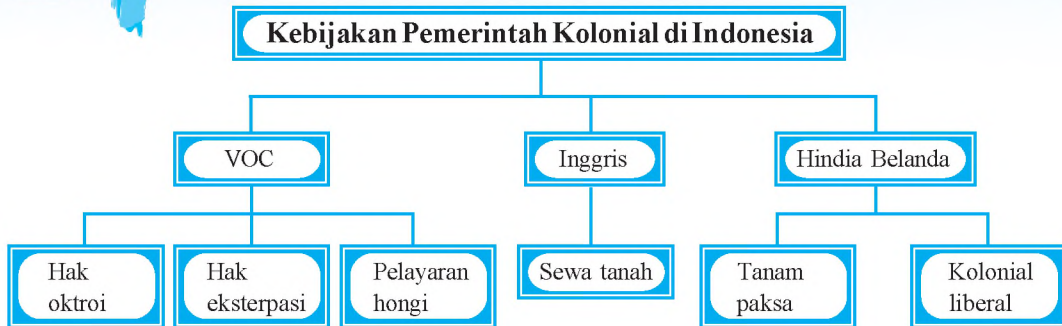 Kebijakan Pemerintah Kolonial di Indonesia
VOC
Inggris
Hindia Belanda
Hak
oktroi
Hak
eksterpasi
Pelayaran
hongi
Sewa tanah
Tanam
paksa
Kolonial
liberal